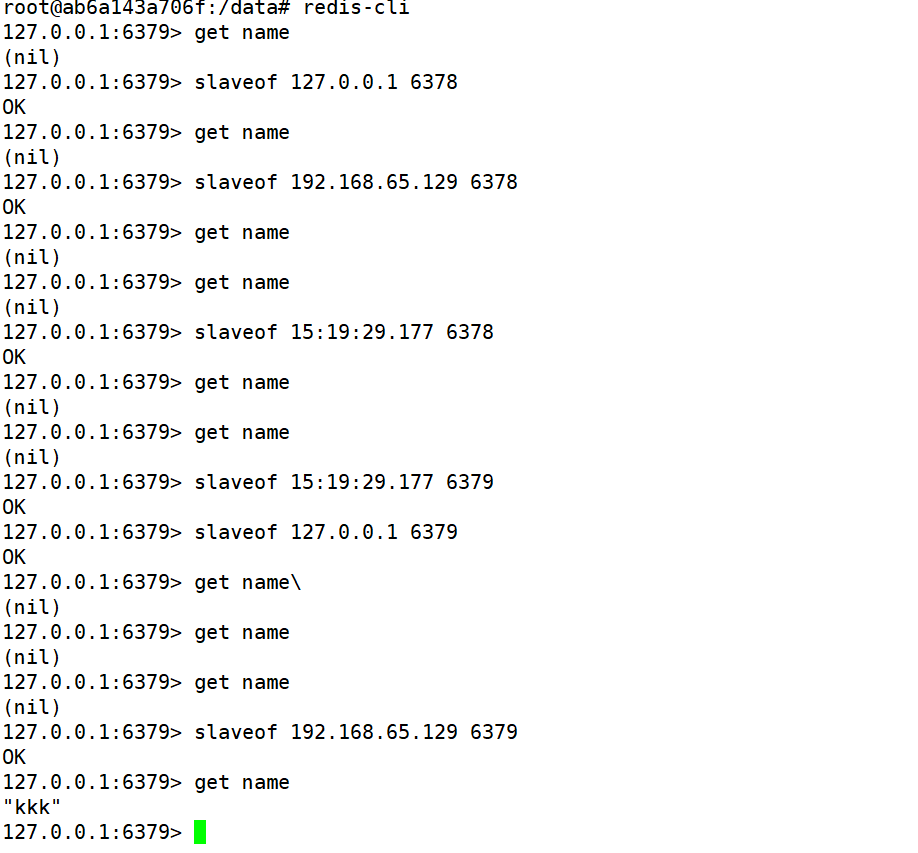 root@ab6a143a706f:/data# redis-cli
127.0.0.1:6379> get name
(nil)
127.0.0.1:6379> slaveof 127.0.0.1 6378
OK
127.0.0.1:6379> get name
(nil)
127.0.0.1:6379> slaveof 192.168.65.129 6378
OK
127.0.0.1:6379> get name
(nil)
127.0.0.1:6379> get name
(nil)
127.0.0.1:6379> slaveof 15:19:29.177 6378
OK
127.0.0.1:6379> get name
(nil)
127.0.0.1:6379> get name
(nil)
127.0.0.1:6379> slaveof 15:19:29.177 6379
OK
127.0.0.1:6379> slaveof 127.0.0.1 6379
OK
127.0.0.1:6379> get name\
(nil)
127.0.0.1:6379> get name
(nil)
127.0.0.1:6379> get name
(nil)
127.0.0.1:6379> slaveof 192.168.65.129 6379
OK
127.0.0.1:6379> get name
"kkk"
127.0.0.1:6379>